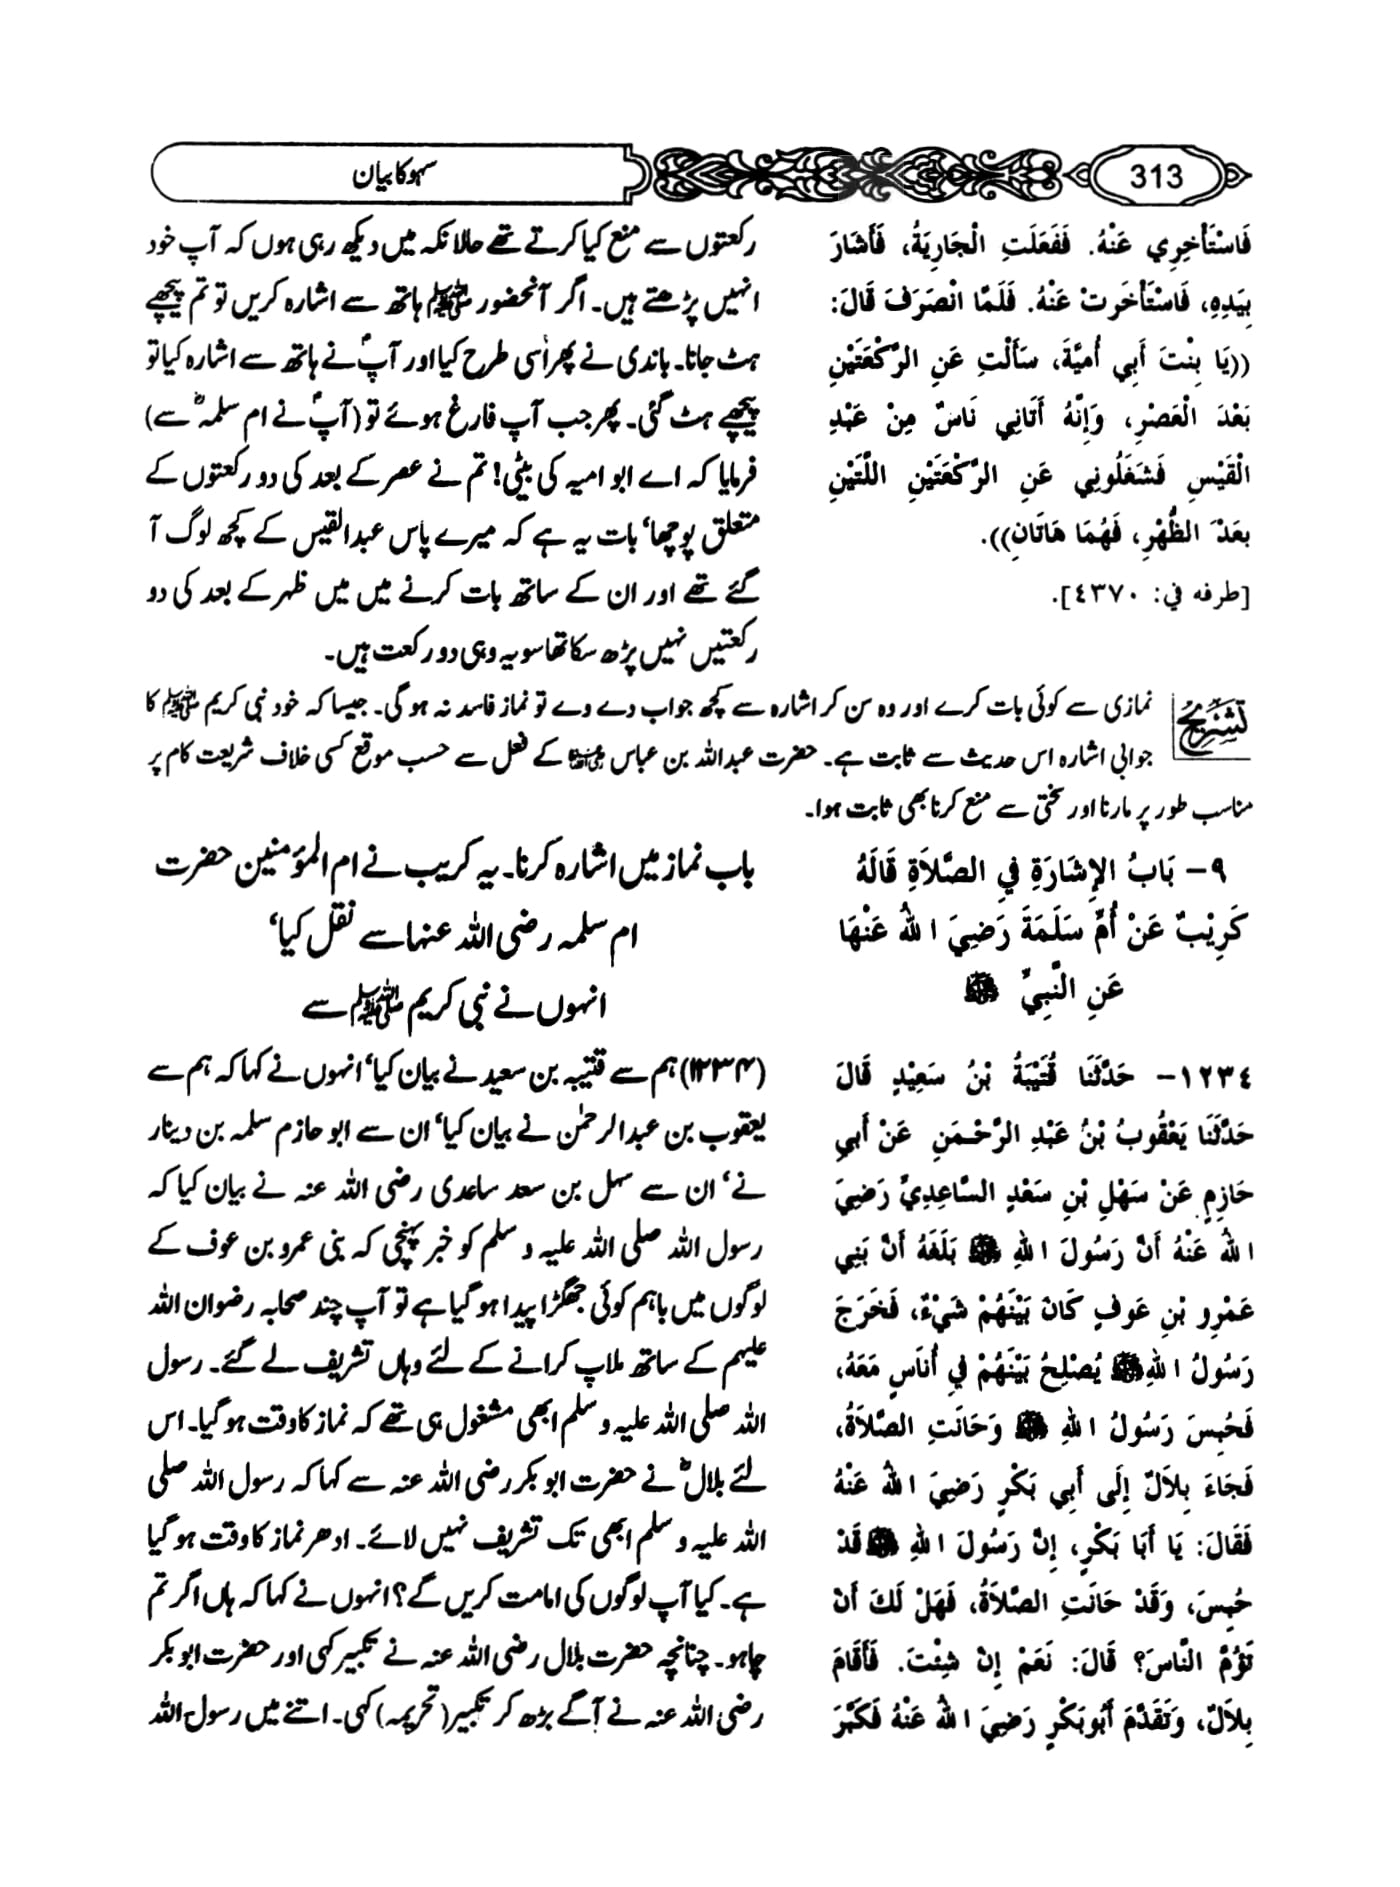 313
سہو کا بیان
فَاسْتَأْخِرِي عَنْهُ. فَفَعَلَتِ الْجَارِيَةُ، فَأَشَارَ
بِيَدِهِ، فَاسْتَأْخَرَتْ عَنْهُ. فَلَمَّا انْصَرَفَ قَالَ:
((يَا بِنْتَ أَبِي أُمَيَّةَ، سَأَلْتِ عَنِ الرَّكْعَتَيْنِ
بَعْدَ الْعَصْرِ، وَإِنَّهُ أَتَانِي نَاسٌ مِنْ عَبْدِ
الْقَيْسِ فَشَغَلُونِي عَنِ الرَّكْعَتَيْنِ اللَّتَيْنِ
بَعْدَ الظُّهْرِ، فَهُمَا هَاتَانِ)).
[طرفه في: ٤٣٧٠].
رکعتوں سے منع کیا کرتے تھے حالانکہ میں دیکھ رہی ہوں کہ آپ خود
انہیں پڑھتے ہیں۔ اگر آنحضور ﷺ ہاتھ سے اشارہ کریں تو تم پیچھے
ہٹ جانا۔ باندی نے پھر اسی طرح کیا اور آپؐ نے ہاتھ سے اشارہ کیا تو
پیچھے ہٹ گئی۔ پھر جب آپ فارغ ہوئے تو (آپؐ نے ام سلمہؓ سے)
فرمایا کہ اے ابو امیہ کی بیٹی! تم نے عصر کے بعد کی دو رکعتوں کے
متعلق پوچھا‘ بات یہ ہے کہ میرے پاس عبدالقیس کے کچھ لوگ آ
گئے تھے اور ان کے ساتھ بات کرنے میں میں ظہر کے بعد کی دو
رکعتیں نہیں پڑھ سکا تھا سو یہ وہی دو رکعت ہیں۔
تشریح نمازی سے کوئی بات کرے اور وہ سن کر اشارہ سے کچھ جواب دے دے تو نماز فاسد نہ ہوگی۔ جیسا کہ خود نبی کریم ﷺ کا
جوابی اشارہ اس حدیث سے ثابت ہے۔ حضرت عبداللہ بن عباس رضی اللہ عنہما کے فعل سے حسب موقع کسی خلاف شریعت کام پر
مناسب طور پر مارنا اور سختی سے منع کرنا بھی ثابت ہوا۔
٩- بَابُ الإِشَارَةِ فِي الصَّلاَةِ قَالَهُ
كَرِيْبٌ عَنْ أُمِّ سَلَمَةَ رَضِيَ اللهُ عَنْهَا
عَنِ النَّبِيِّ ﷺ
باب نماز میں اشارہ کرنا۔ یہ کریب نے ام المؤمنین حضرت
ام سلمہ رضی اللہ عنہا سے نقل کیا‘
انہوں نے نبی کریم ﷺ سے
١٢٣٤- حَدَّثَنَا قُتَيْبَةُ بْنُ سَعِيْدٍ قَالَ
حَدَّثَنَا يَعْقُوبُ بْنُ عَبْدِ الرَّحْمَنِ عَنْ أَبِي
حَازِمٍ عَنْ سَهْلِ بْنِ سَعْدٍ السَّاعِدِيِّ رَضِيَ
اللهُ عَنْهُ أَنَّ رَسُولَ اللهِ ﷺ بَلَغَهُ أَنَّ بَنِي
عَمْرِو بْنِ عَوفٍ كَانَ بَيْنَهُمْ شَيْءٌ، فَخَرَجَ
رَسُولُ اللهِ ﷺ يُصْلِحُ بَيْنَهُمْ فِي أُنَاسٍ مَعَهُ،
فَحُبِسَ رَسُولُ اللهِ ﷺ وَحَانَتِ الصَّلاَةُ،
فَجَاءَ بِلاَلٌ إِلَى أَبِي بَكْرٍ رَضِيَ اللهُ عَنْهُ
فَقَالَ: يَا أَبَا بَكْرٍ، إِنَّ رَسُولَ اللهِ ﷺ قَدْ
حُبِسَ، وَقَدْ حَانَتِ الصَّلاَةُ، فَهَلْ لَكَ أَنْ
تَؤُمَّ النَّاسَ؟ قَالَ: نَعَمْ إِنْ شِئْتَ. فَأَقَامَ
بِلاَلٌ، وَتَقَدَّمَ أَبُوبَكْرٍ رَضِيَ اللهُ عَنْهُ فَكَبَّرَ
(۱۲۳۴) ہم سے قتیبہ بن سعید نے بیان کیا‘ انہوں نے کہا کہ ہم سے
یعقوب بن عبدالرحمٰن نے بیان کیا‘ ان سے ابو حازم سلمہ بن دینار
نے‘ ان سے سہل بن سعد ساعدی رضی اللہ عنہ نے بیان کیا کہ
رسول اللہ صلی اللہ علیہ و سلم کو خبر پہنچی کہ بنی عمرو بن عوف کے
لوگوں میں باہم کوئی جھگڑا پیدا ہو گیا ہے تو آپ چند صحابہ رضوان اللہ
علیہم کے ساتھ ملاپ کرانے کے لئے وہاں تشریف لے گئے۔ رسول
اللہ صلی اللہ علیہ و سلم ابھی مشغول ہی تھے کہ نماز کا وقت ہو گیا۔ اس
لئے بلالؓ نے حضرت ابو بکر رضی اللہ عنہ سے کہا کہ رسول اللہ صلی
اللہ علیہ و سلم ابھی تک تشریف نہیں لائے۔ ادھر نماز کا وقت ہو گیا
ہے۔ کیا آپ لوگوں کی امامت کریں گے؟ انہوں نے کہا کہ ہاں اگر تم
چاہو۔ چنانچہ حضرت بلال رضی اللہ عنہ نے تکبیر کہی اور حضرت ابو بکر
رضی اللہ عنہ نے آگے بڑھ کر تکبیر (تحریمہ) کہی۔ اتنے میں رسول اللہ